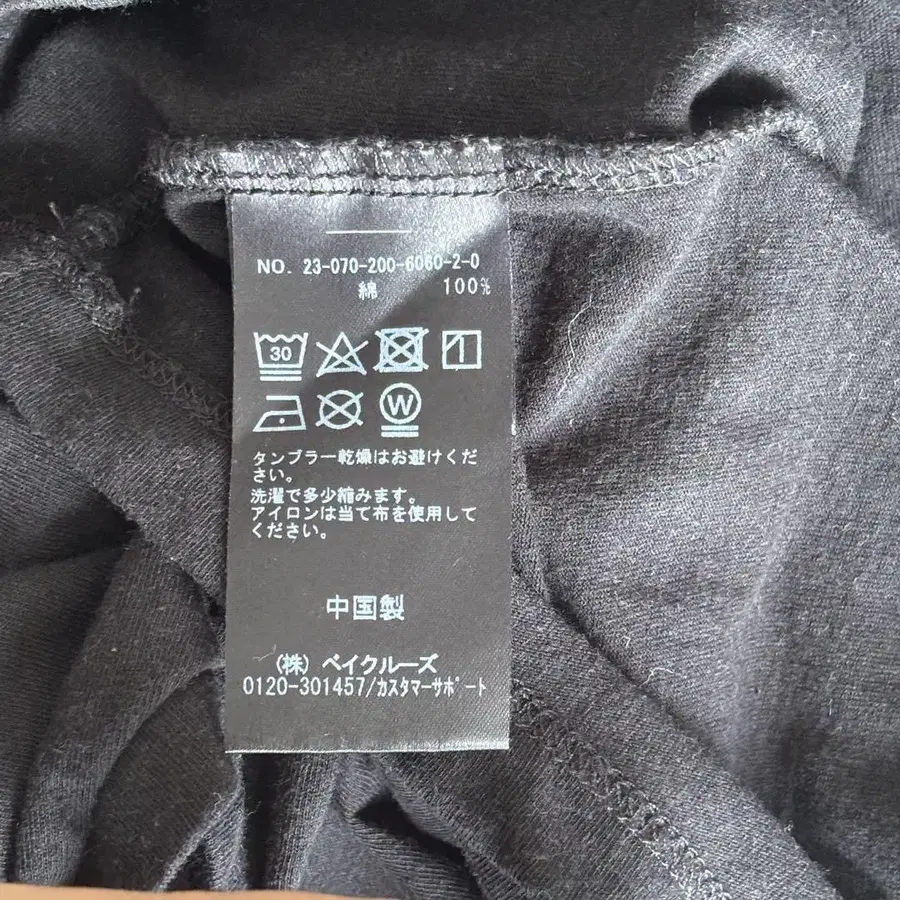 NO. 23-070-200-6060-2-0
綿 100%
30
W
タンブラー乾燥はお避けくだ
さい。
洗濯で多少縮みます。
アイロンは当て布を使用して
ください。
中国製
(株) ベイクルーズ
0120-301457/カスタマーサポート